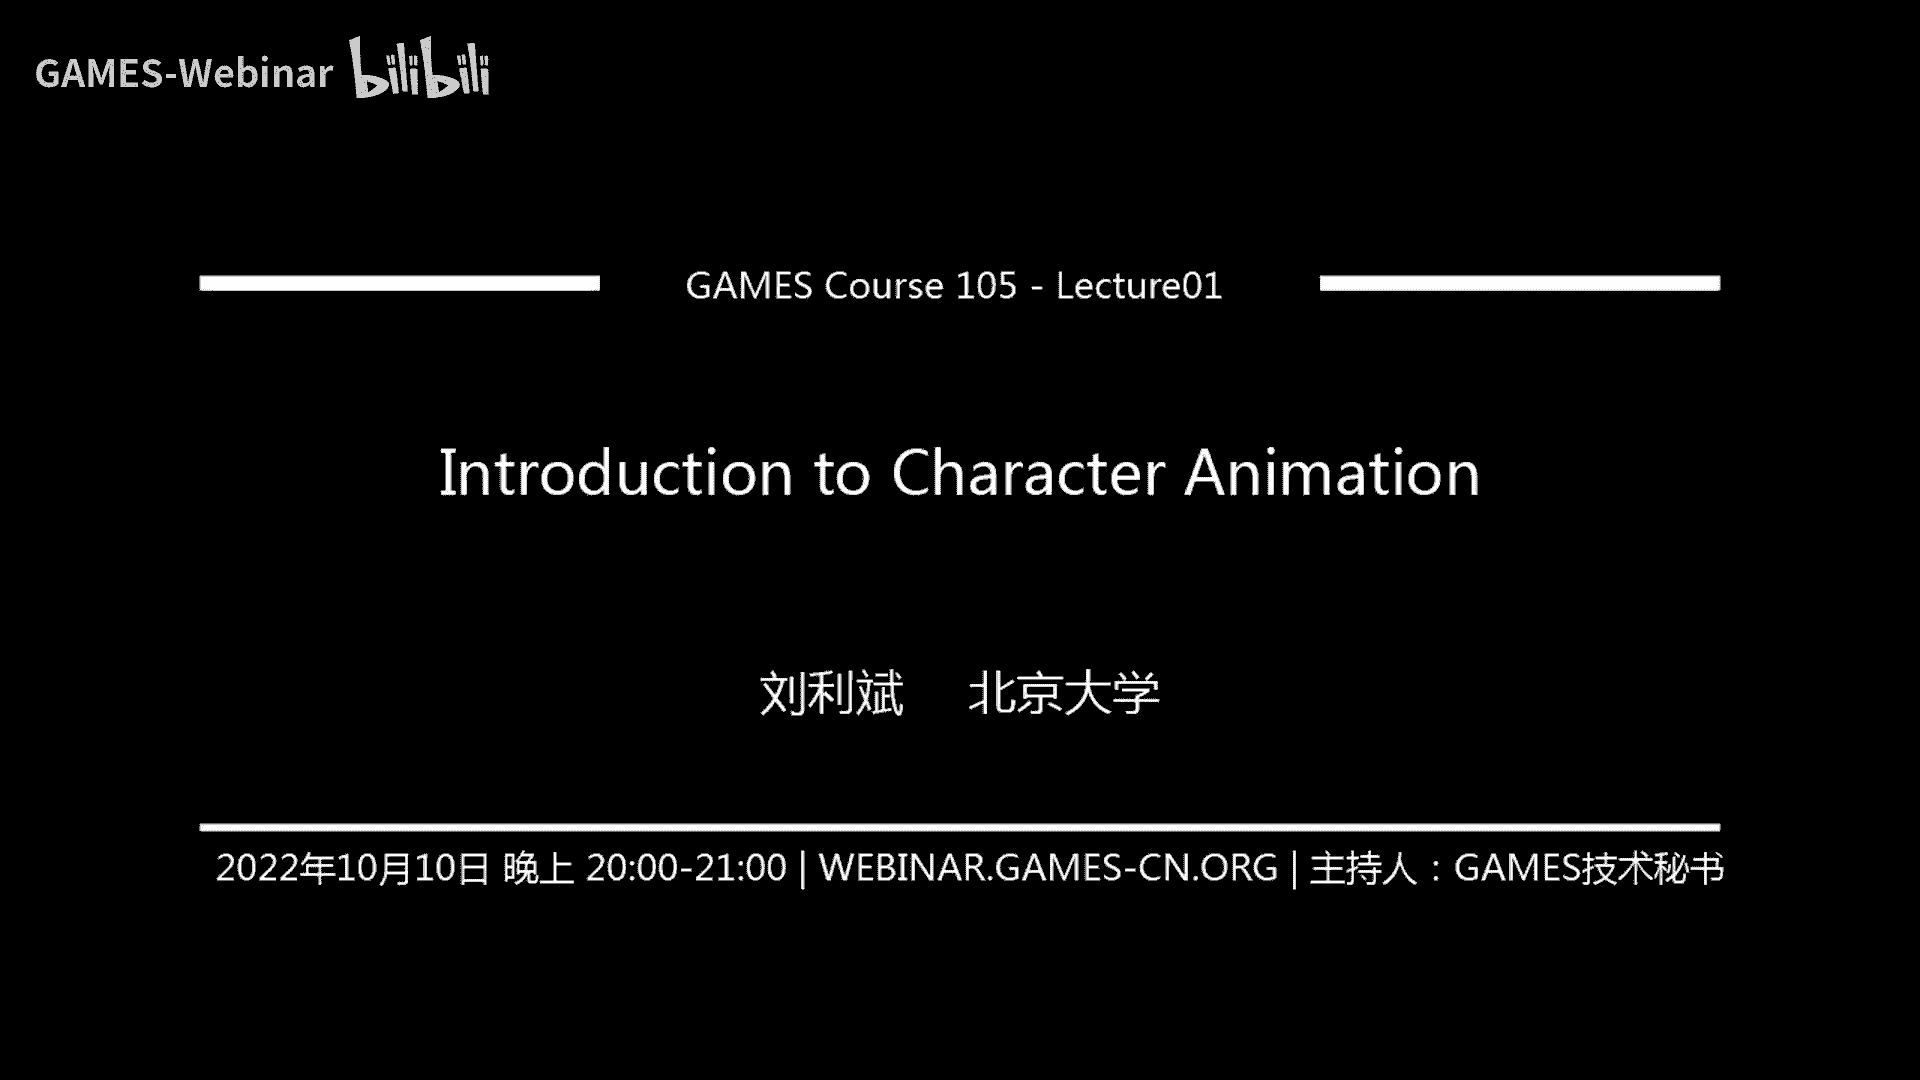 GAMES-Webinar bilibili
GAMES Course 105 - Lecture01
Introduction to Character Animation
刘利斌 北京大学
2022年10月10日 晚上 20:00-21:00 | WEBINAR.GAMES-CN.ORG | 主持人：GAMES技术秘书